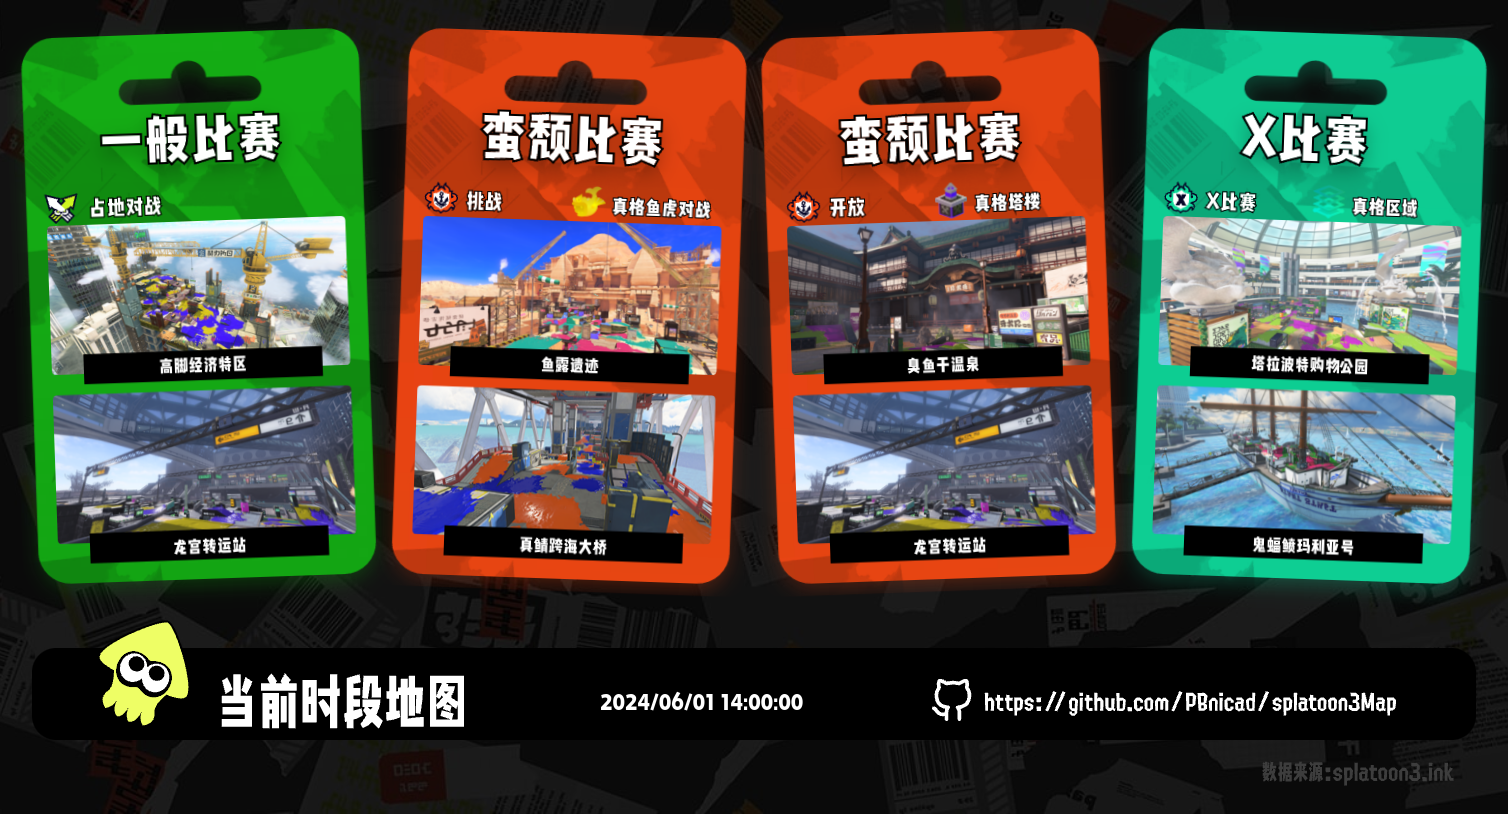 一般比赛
占地对战
高脚经济特区
龙宫转运站
蛮颓比赛
挑战
真格鱼虎对战
鱼露遗迹
真鲭跨海大桥
蛮颓比赛
开放
真格塔楼
臭鱼干温泉
龙宫转运站
X比赛
X比赛
真格区域
塔拉波特购物公园
鬼蝠鲼玛利亚号
当前时段地图
2024/06/01 14:00:00
https://github.com/PBnicad/splatoon3Map
数据来源:splatoon3.ink